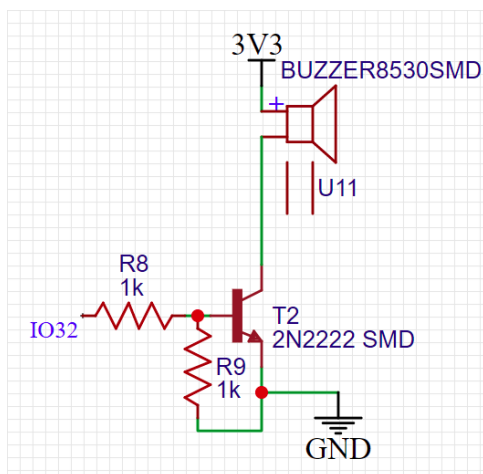 3V3
BUZZER8530SMD
+
U11
R8
1k
IO32
T2
2N2222 SMD
R9
1k
GND